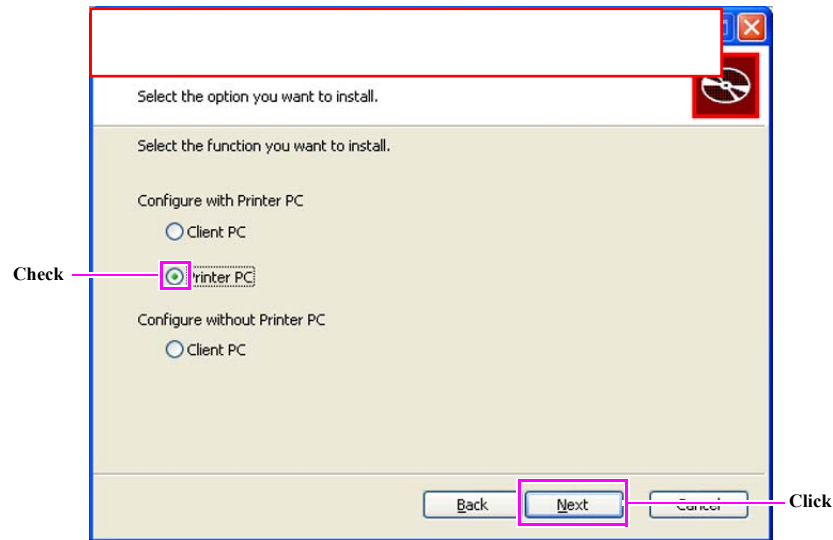 Select the option you want to install.
Select the function you want to install.
Configure with Printer PC
Client PC
Check
Printer PC
Configure without Printer PC
Client PC
Back
Next
Cancel
Click